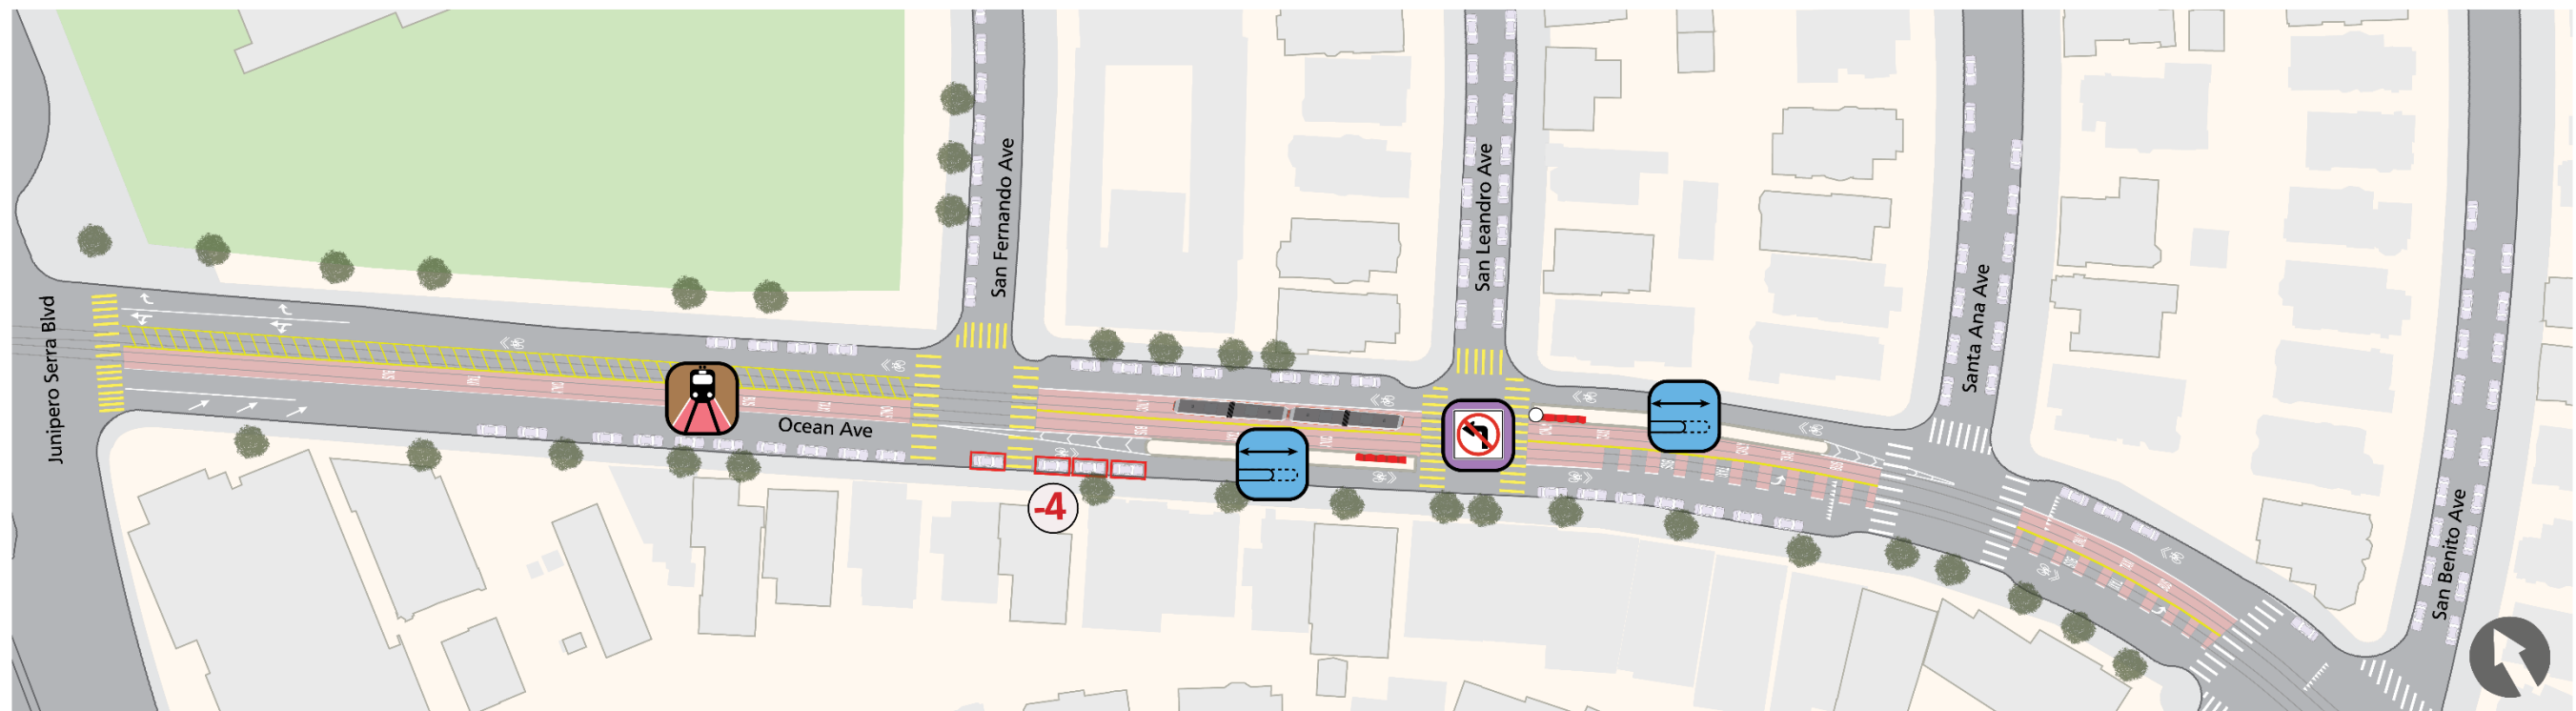 Junipero Serra Blvd
San Fernando Ave
San Leandro Ave
Santa Ana Ave
San Benito Ave
Ocean Ave
-4